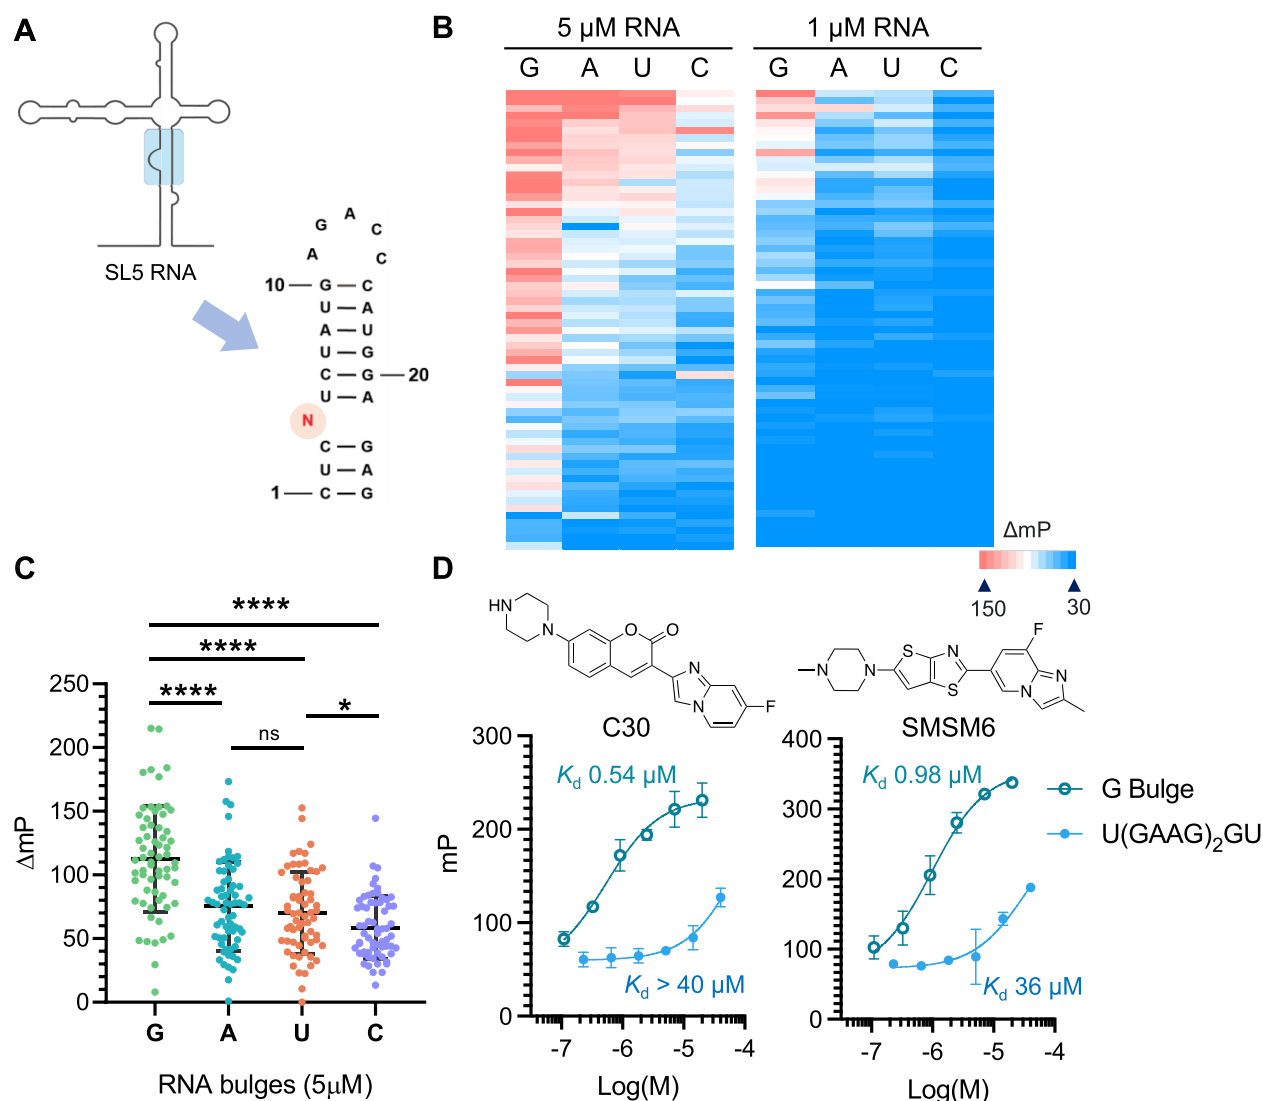 A
SL5 RNA
A
G
A
C
C
10 G C
U A
A U
U G
C G 20
U A
N
C G
U A
1 C G
B
5 µM RNA
1 µM RNA
G A U C
G A U C
ΔmP
150 30
C
****
****
****
*
ns
250
200
150
100
50
0
ΔmP
G A U C
RNA bulges (5µM)
D
HN
N
O
O
N
N
F
C30
N
N
S
N
S
F
N
N
SMSM6
300
200
100
0
mP
Kd 0.54 µM
Kd > 40 µM
-7 -6 -5 -4
Log(M)
400
300
200
100
0
Kd 0.98 µM
Kd 36 µM
-7 -6 -5 -4
Log(M)
G Bulge
U(GAAG)2GU